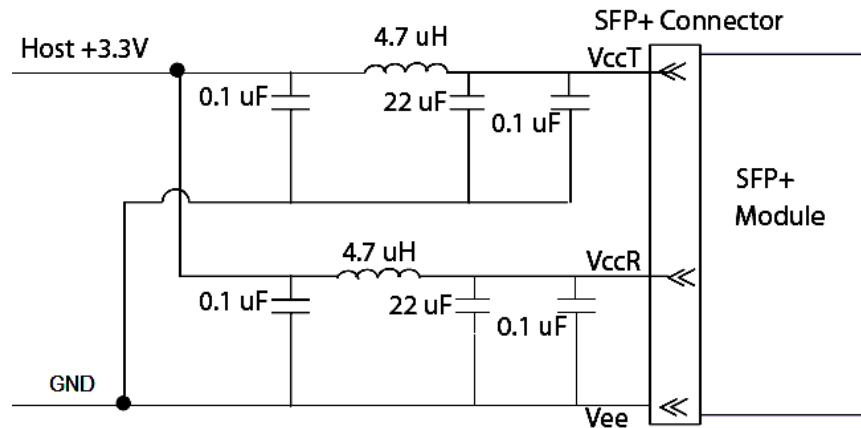 SFP+ Connector
Host +3.3V
4.7 uH
VccT
0.1 uF
22 uF
0.1 uF
SFP+
Module
4.7 uH
VccR
0.1 uF
22 uF
0.1 uF
GND
Vee